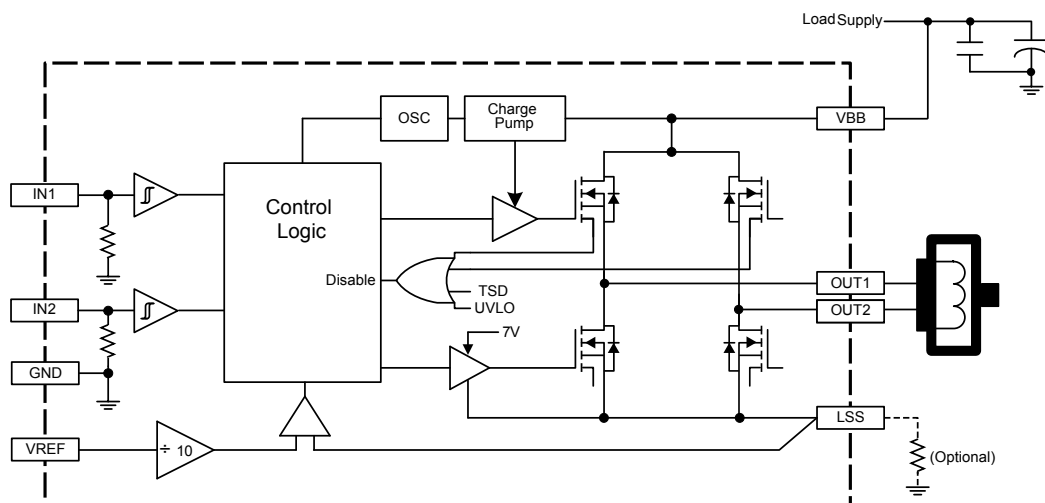 Load Supply
OSC
Charge
Pump
VBB
IN1
Control
Logic
Disable
TSD
UVLO
OUT1
OUT2
IN2
7V
GND
LSS
VREF
÷ 10
(Optional)